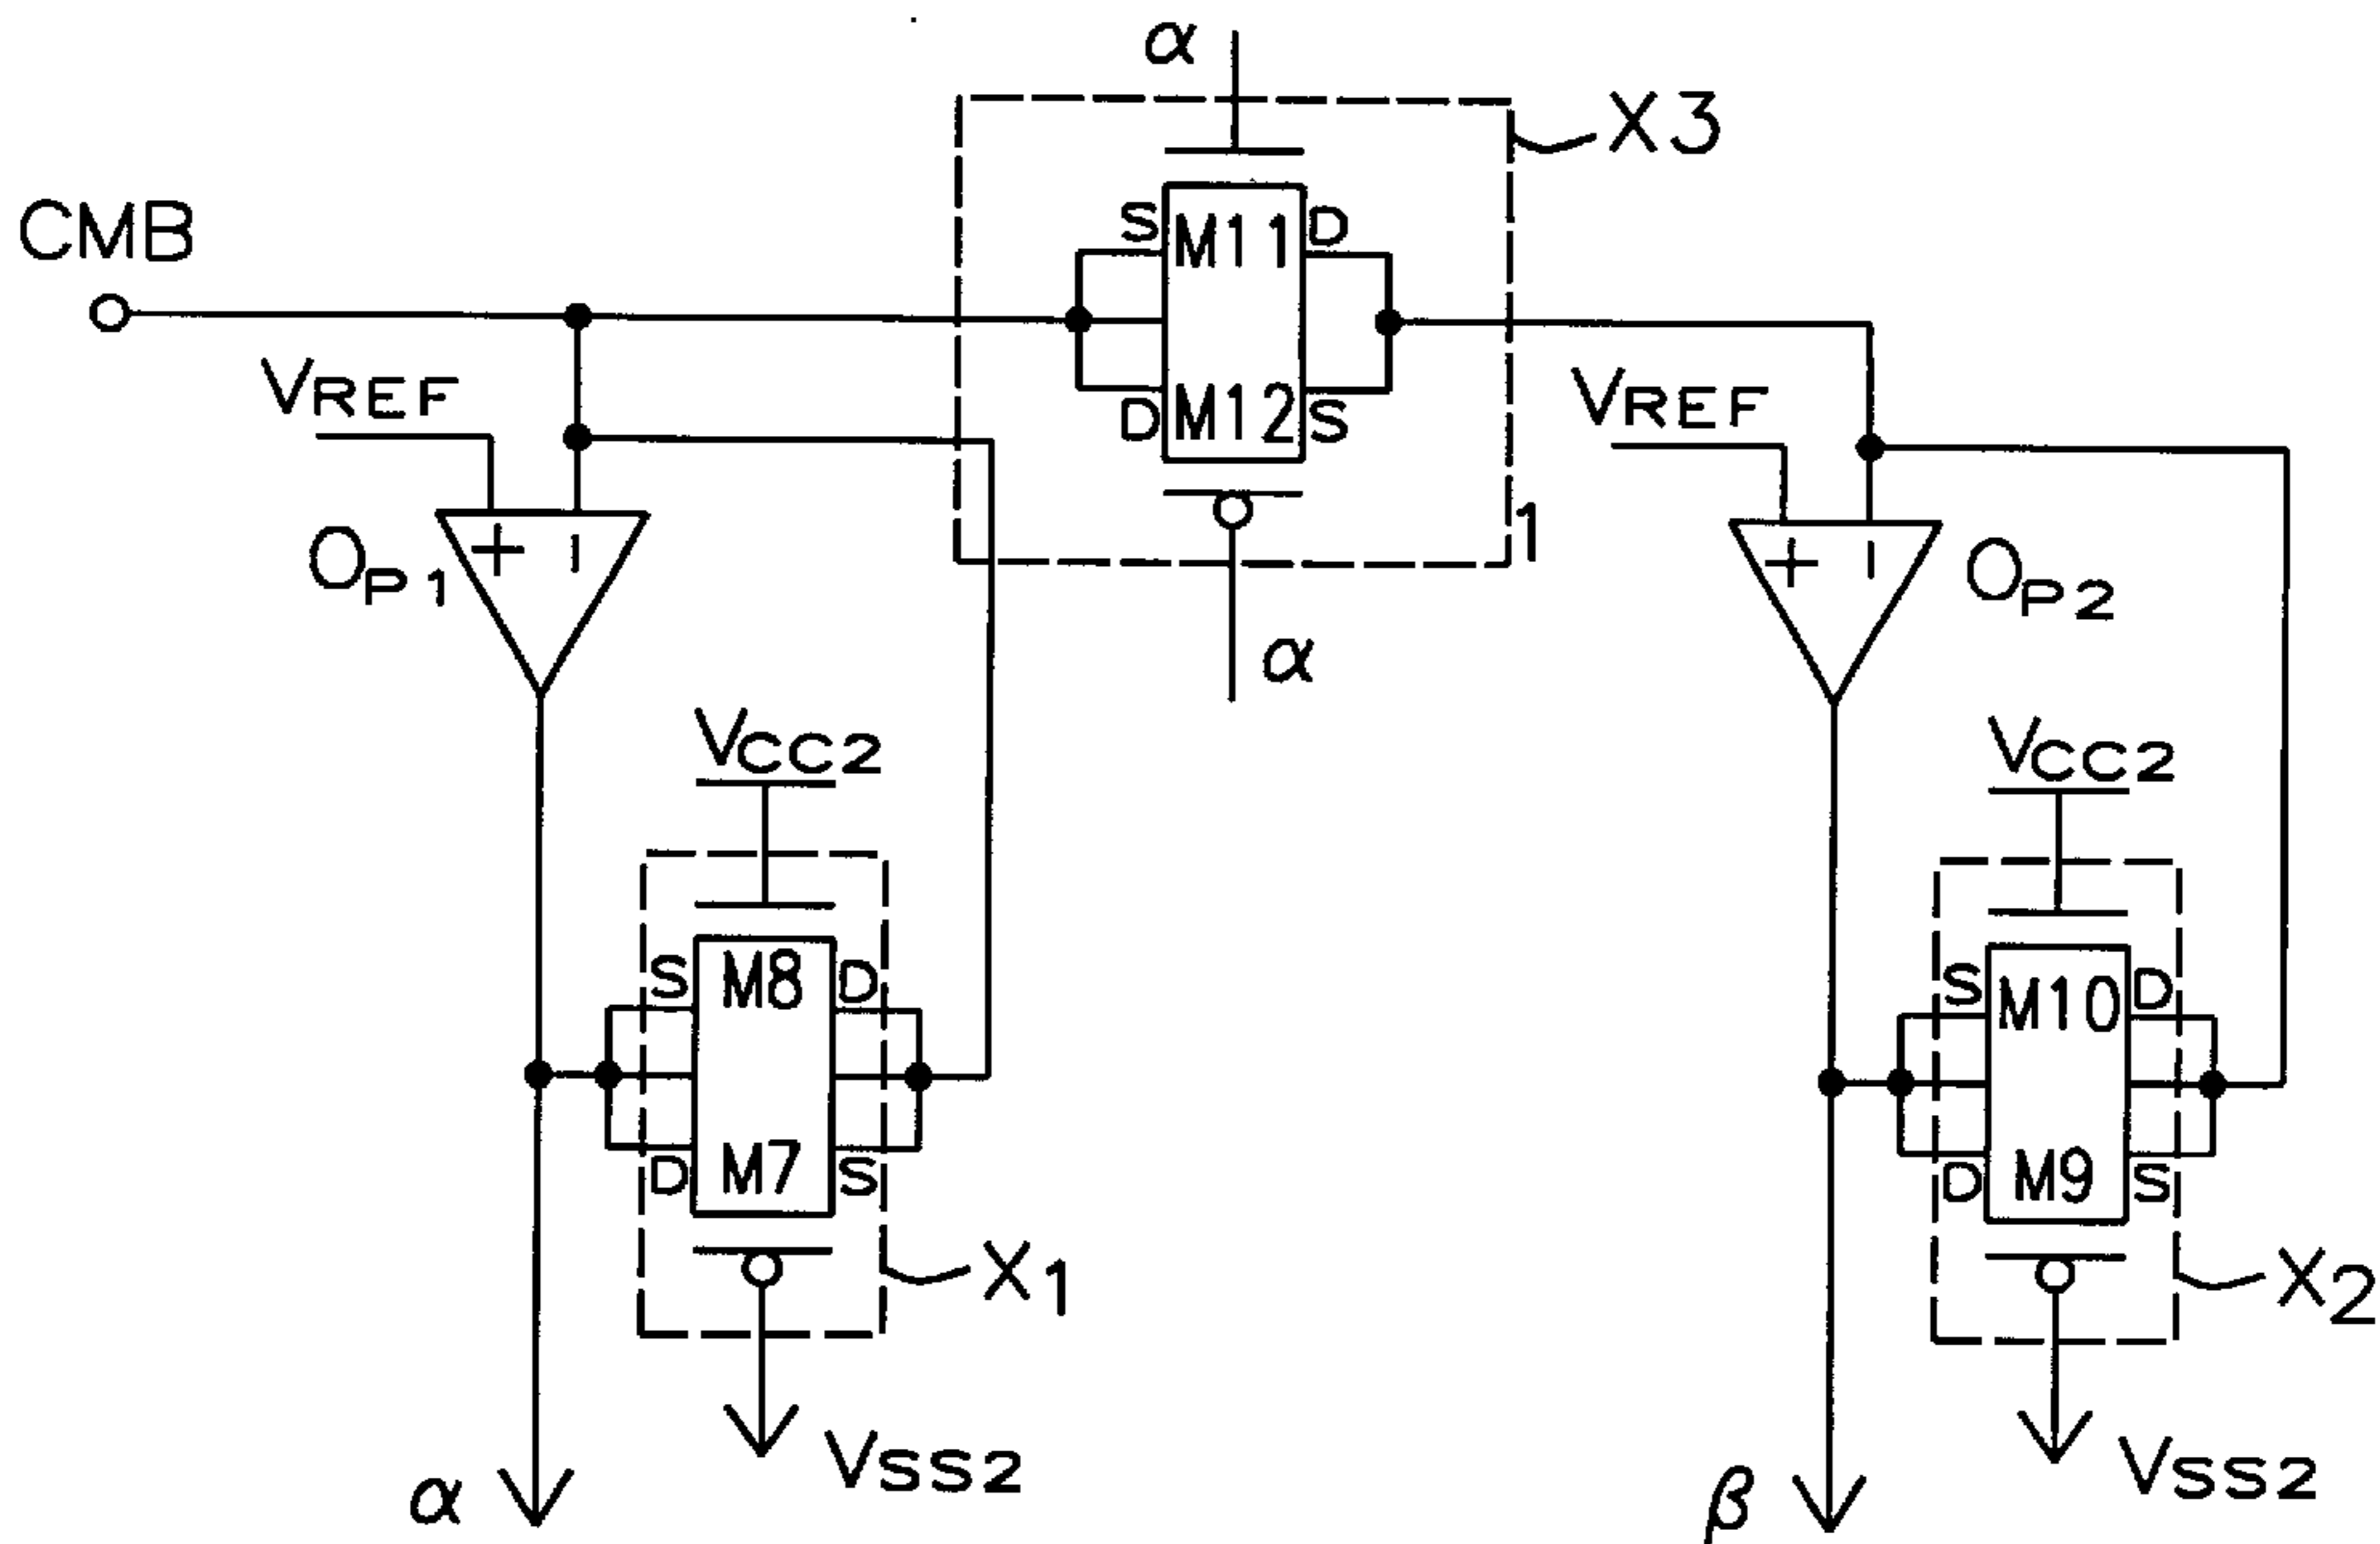 α
X3
CMB
S M11 D
VREF
D M12 S
VREF
+ −
OP1
1
+ −
OP2
α
VCC2
VCC2
S M8 D
S M10 D
D M7 S
D M9 S
X1
X2
VSS2
VSS2
α
β